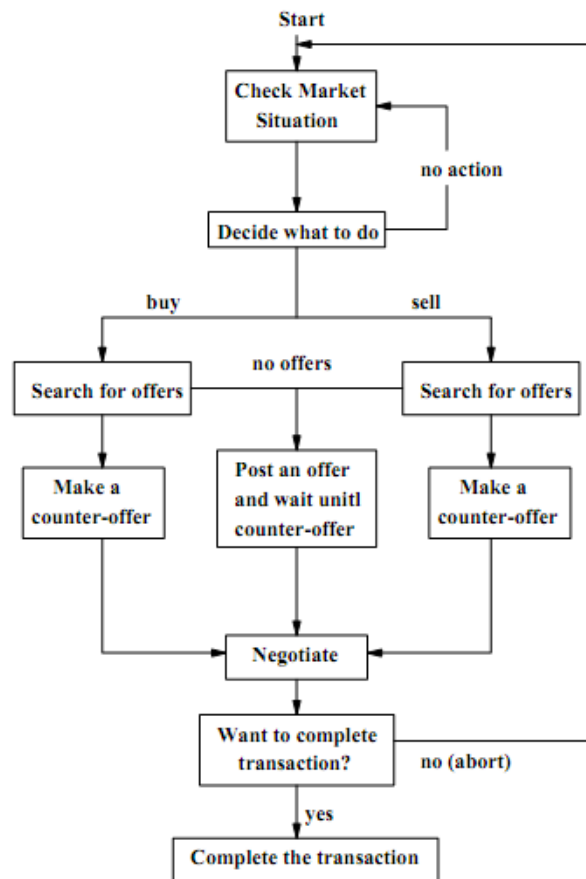 Start
Check Market
Situation
no action
Decide what to do
buy
sell
no offers
Search for offers
Search for offers
Make a
counter-offer
Post an offer
and wait unitl
counter-offer
Make a
counter-offer
Negotiate
Want to complete
transaction?
no (abort)
yes
Complete the transaction